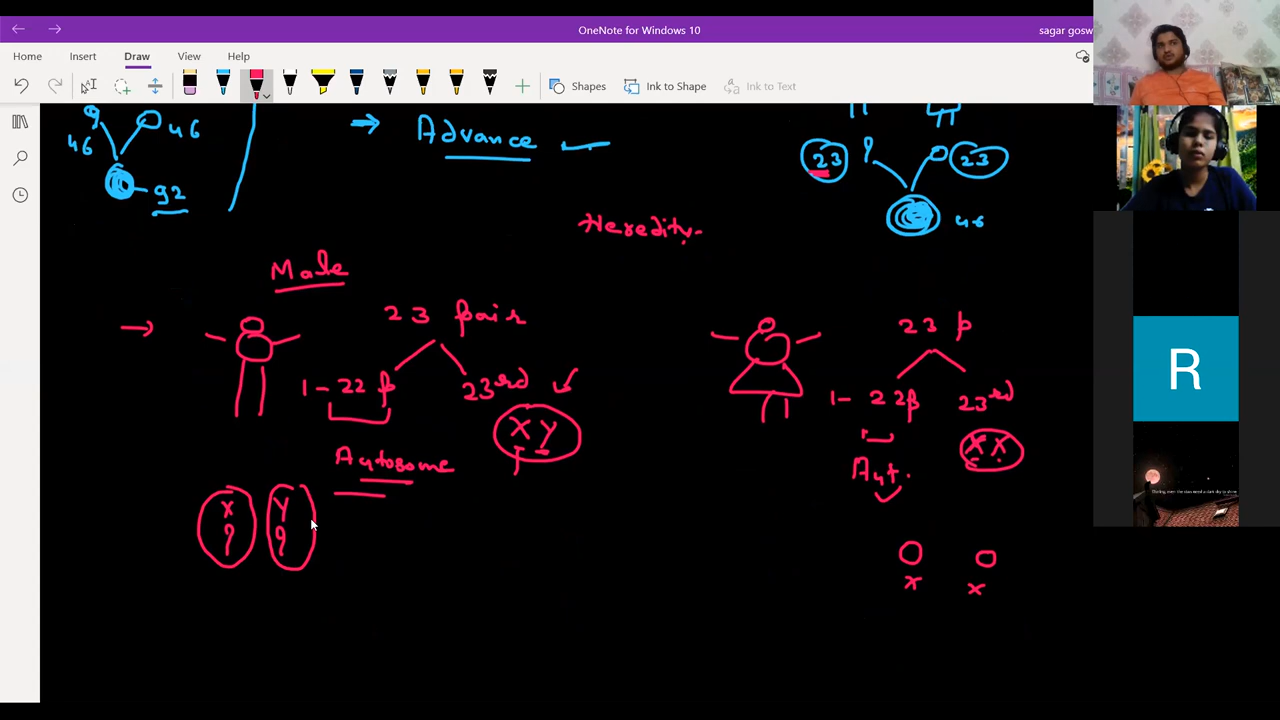 OneNote for Windows 10
sagar gosw
Home Insert Draw View Help
Shapes Ink to Shape Ink to Text
46 46
92
→ Advance
23 23
46
Heredity
Male
→ 23 pair
1-22 p 23rd
XY
Autosome
X Y
23 p
1- 22p 23rd
XX
Aut.
x x
R